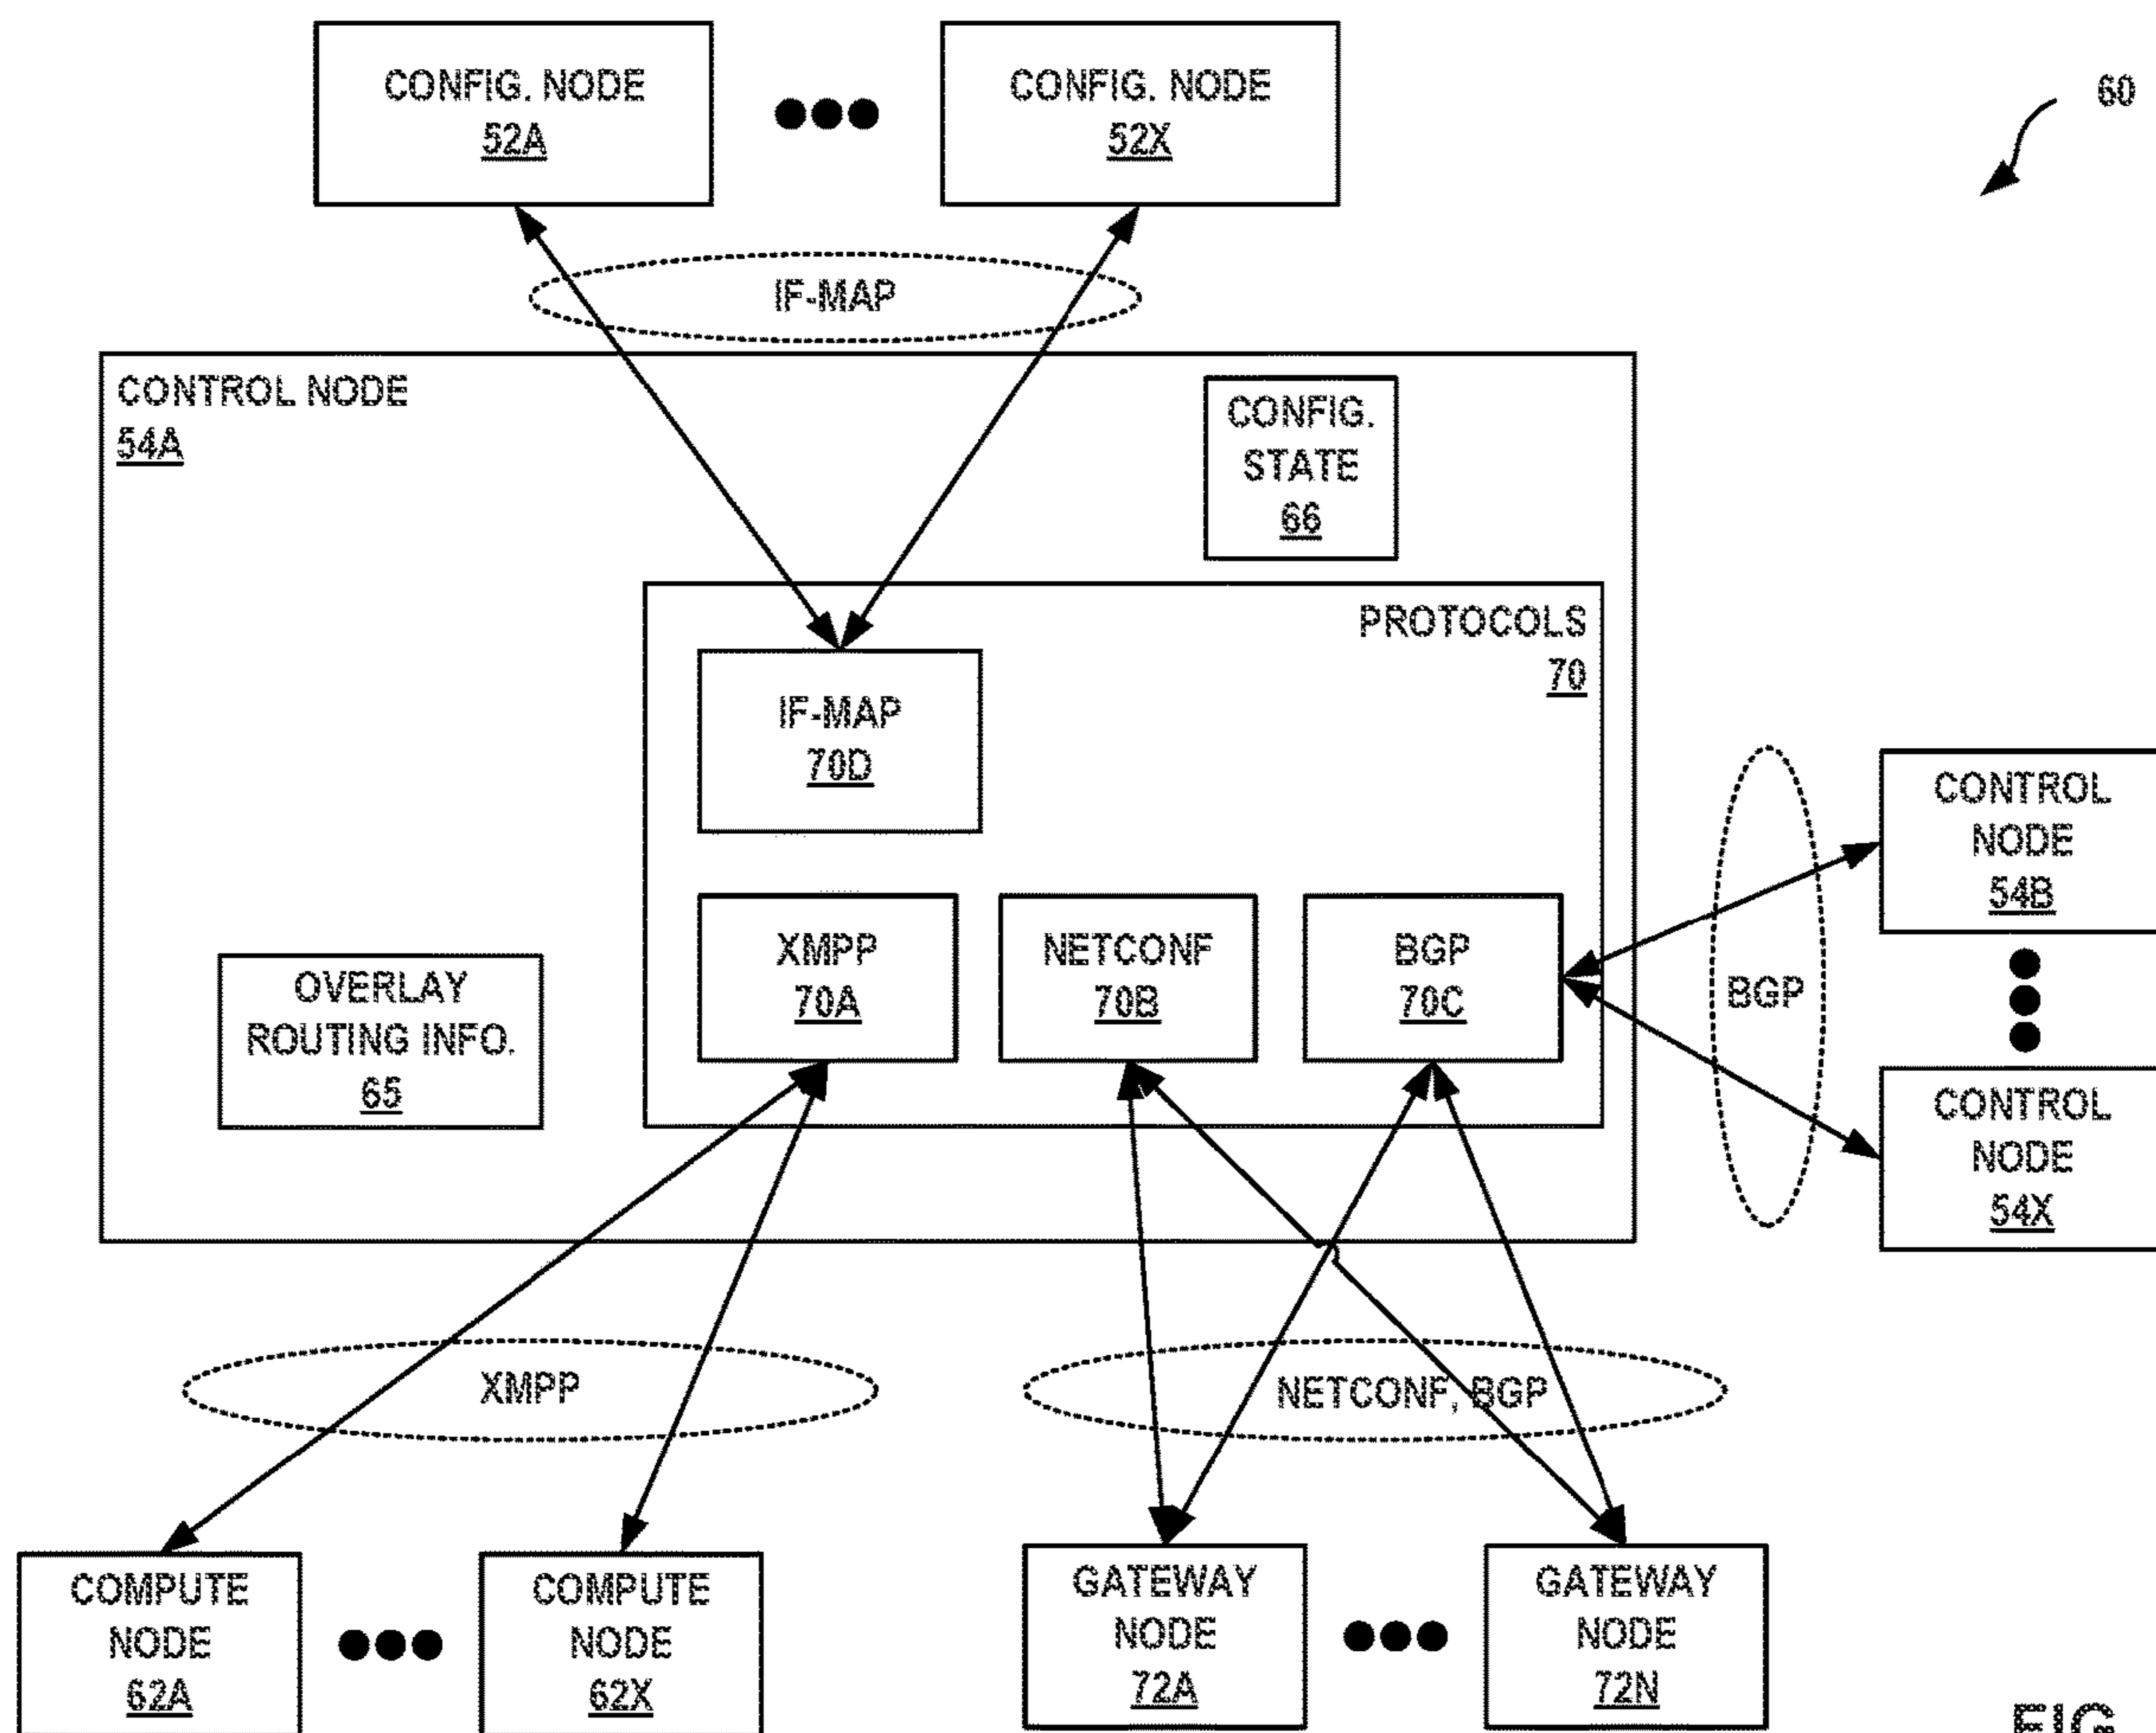 CONFIG. NODE
52A
CONFIG. NODE
52X
60
IF-MAP
CONTROL NODE
54A
CONFIG.
STATE
66
PROTOCOLS
70
IF-MAP
70D
CONTROL
NODE
54B
XMPP
70A
NETCONF
70B
BGP
70C
BGP
OVERLAY
ROUTING INFO.
65
CONTROL
NODE
54X
XMPP
NETCONF, BGP
COMPUTE
NODE
62A
COMPUTE
NODE
62X
GATEWAY
NODE
72A
GATEWAY
NODE
72N
FIG